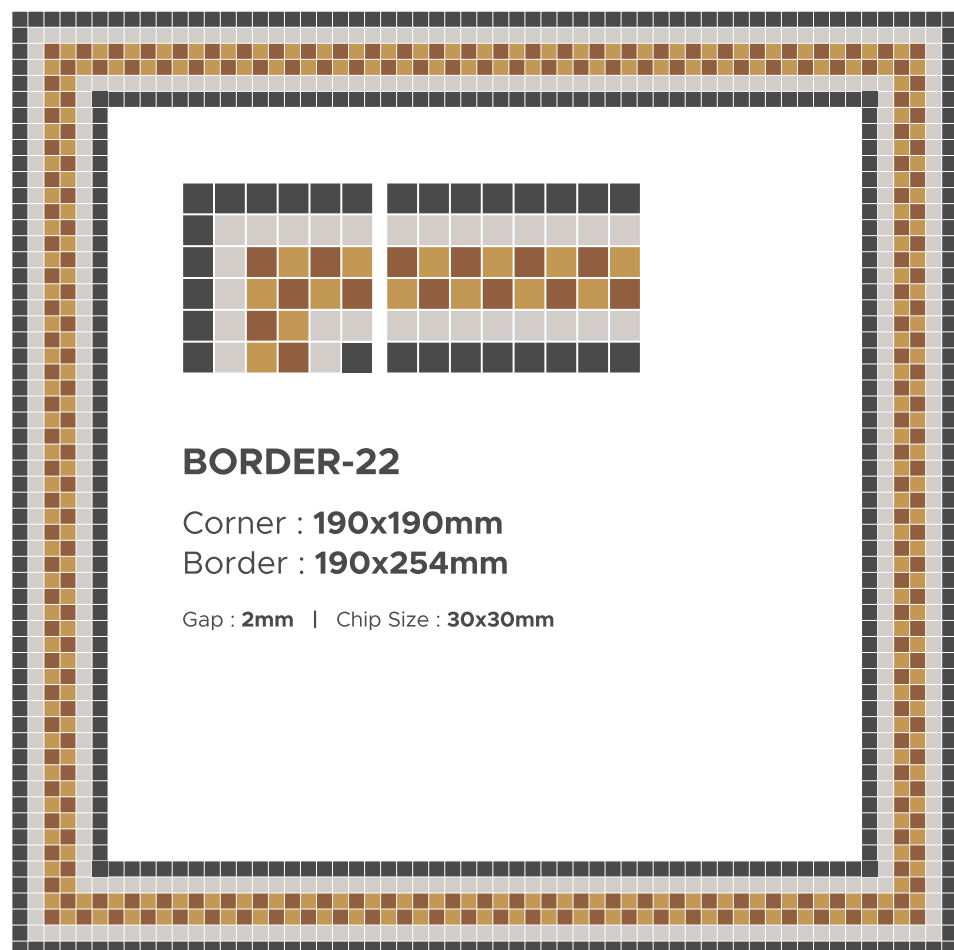 BORDER-22
Corner : 190x190mm
Border : 190x254mm
Gap : 2mm | Chip Size : 30x30mm